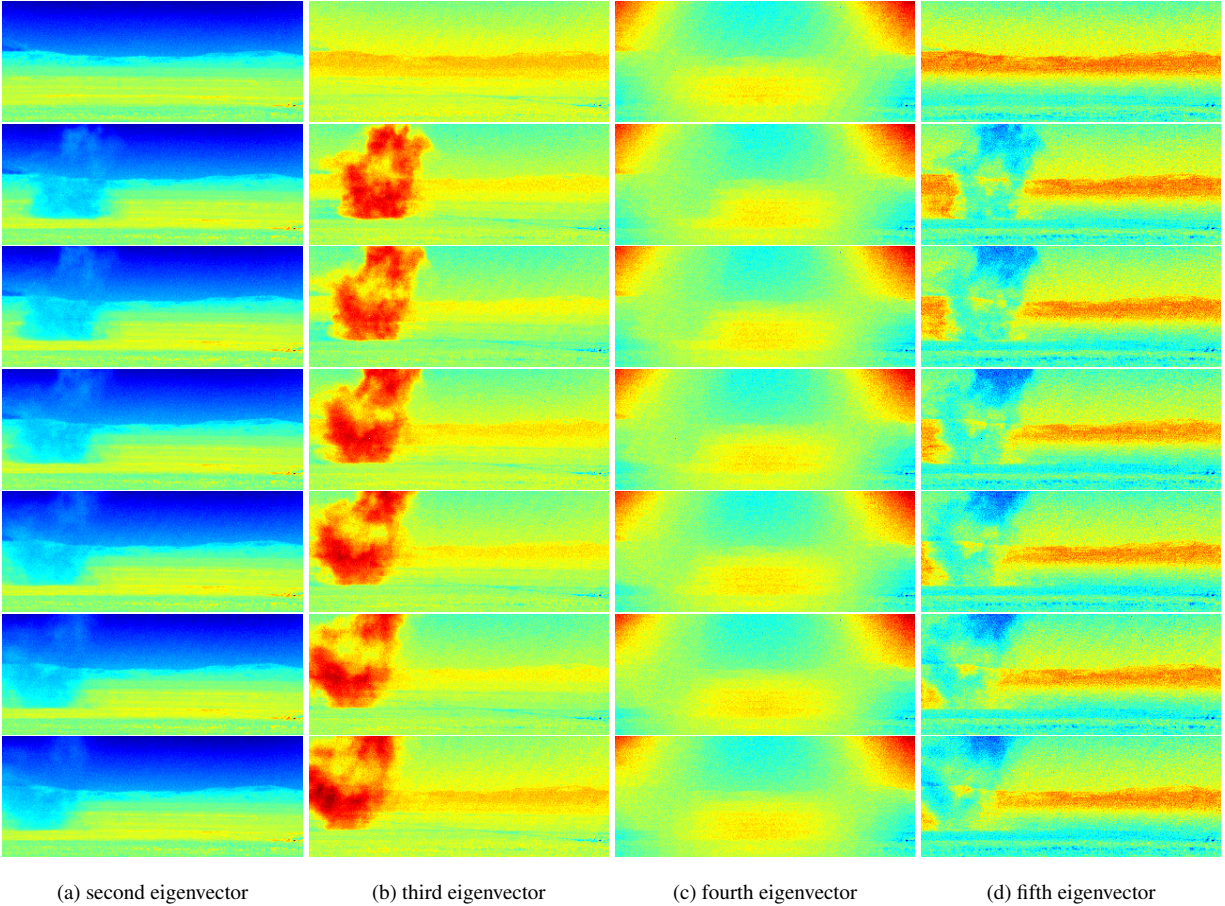 (a) second eigenvector
(b) third eigenvector
(c) fourth eigenvector
(d) fifth eigenvector